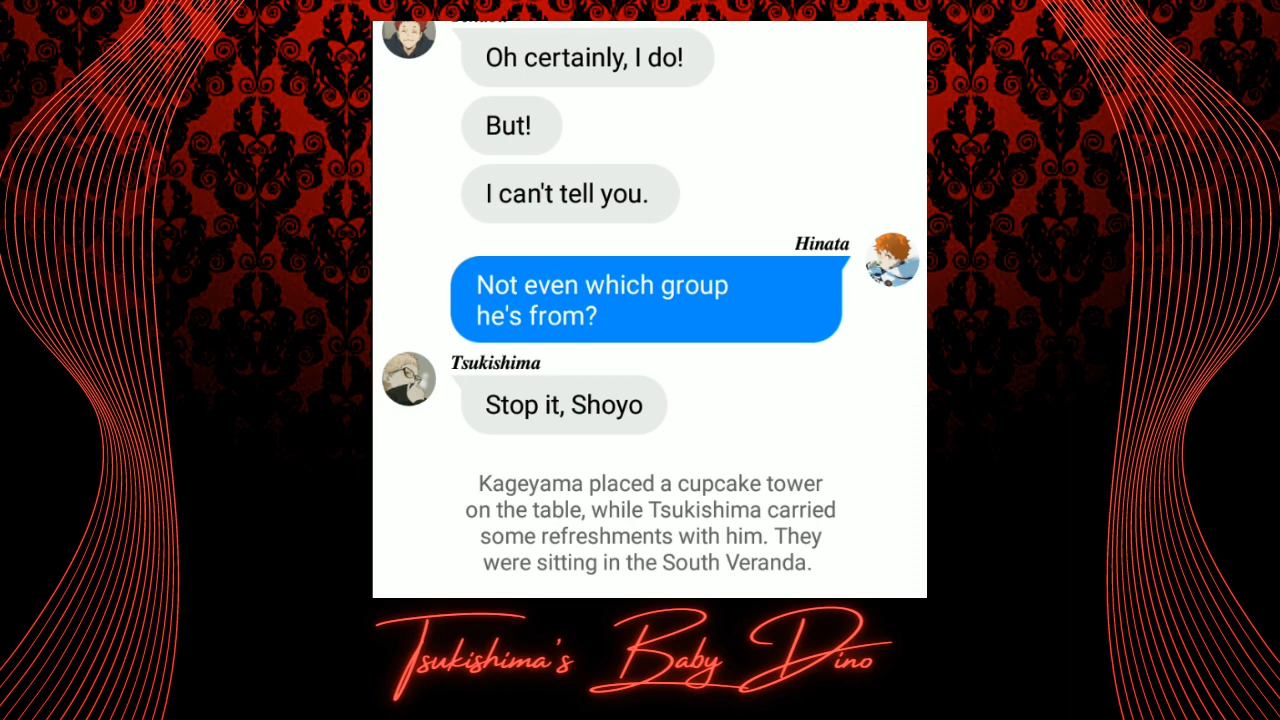 Oh certainly, I do!
But!
I can't tell you.
Hinata
Not even which group
he's from?
Tsukishima
Stop it, Shoyo
Kageyama placed a cupcake tower
on the table, while Tsukishima carried
some refreshments with him. They
were sitting in the South Veranda.
Tsukishima's Baby Dino